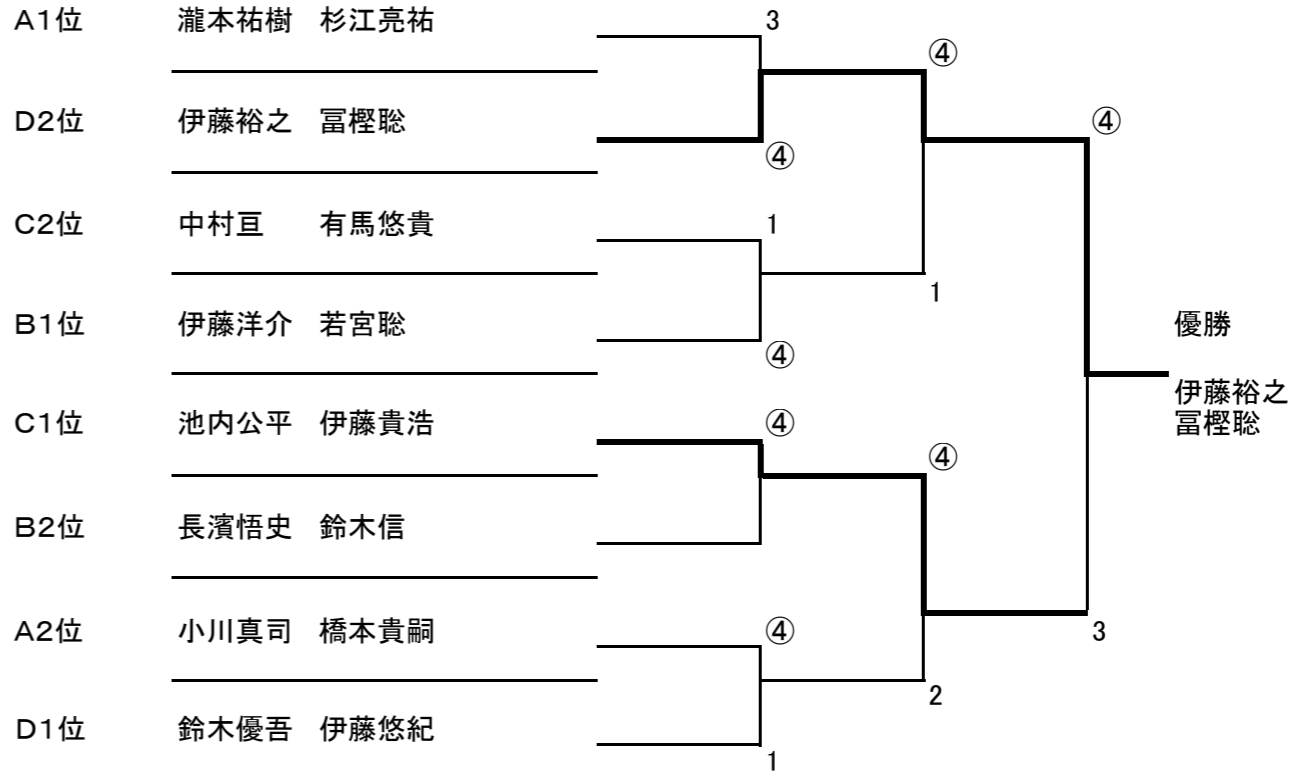 A1位 瀧本祐樹 杉江亮祐 3
④
D2位 伊藤裕之 冨樫聡 ④
④
C2位 中村亘 有馬悠貴 1
1
B1位 伊藤洋介 若宮聡 優勝
④
伊藤裕之
冨樫聡
C1位 池内公平 伊藤貴浩 ④
④
B2位 長濱悟史 鈴木信
A2位 小川真司 橋本貴嗣 ④ 3
2
D1位 鈴木優吾 伊藤悠紀
1